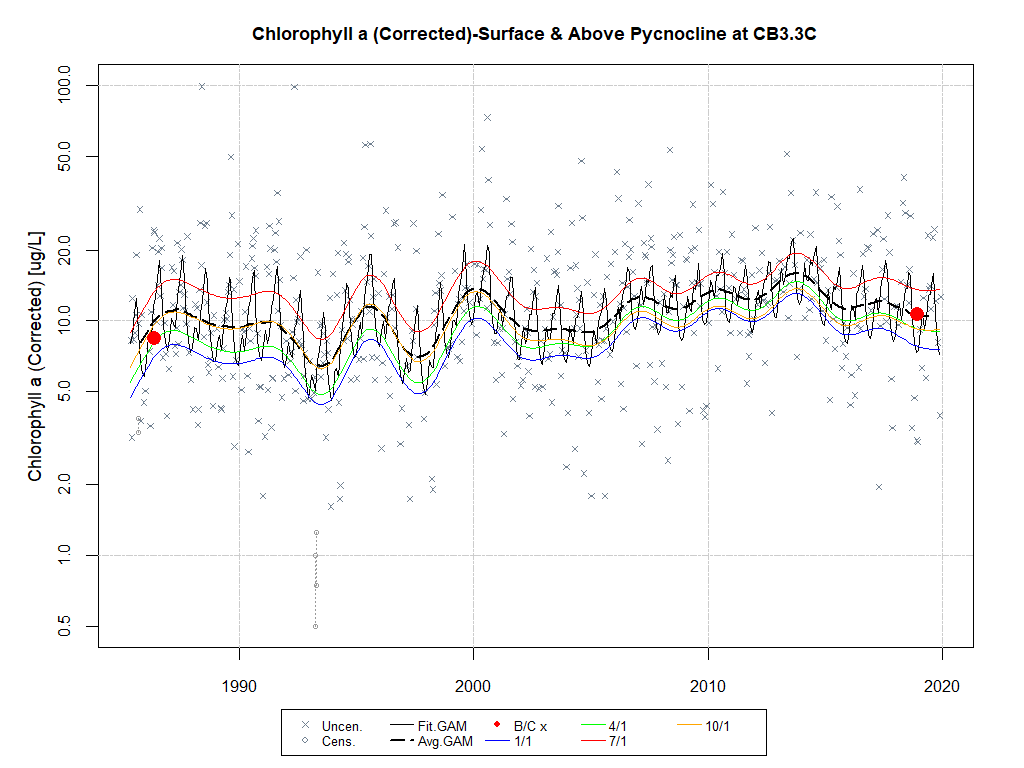 Chlorophyll a (Corrected)-Surface & Above Pycnocline at CB3.3C
Chlorophyll a (Corrected) [ug/L]
100.0
50.0
20.0
10.0
5.0
2.0
1.0
0.5
1990 2000 2010 2020
Uncen. Fit.GAM B/C x 4/1 10/1
Cens. Avg.GAM 1/1 7/1